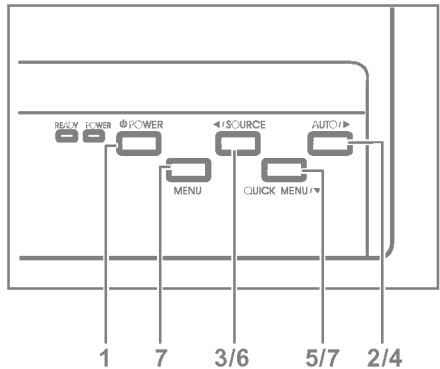 READY POWER ⏻POWER ◀/SOURCE AUTO/▶
MENU QUICK MENU/▼
1 7 3/6 5/7 2/4